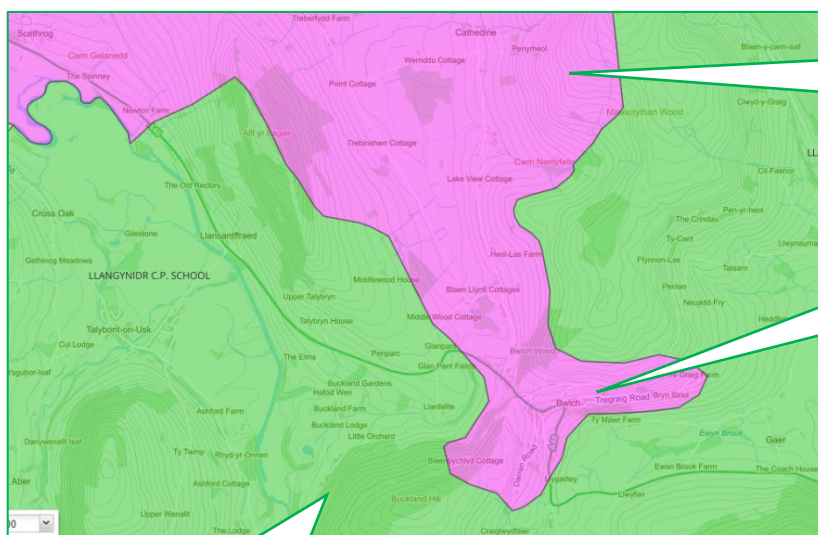 Treberfydd Farm
Scethrog
Cathedine
Penyrheol
Blaen-y-cwm-isaf
Cwm Gelanedd
Wernddu Cottage
The Spinney
Point Cottage
Clwyd-y-Graig
Newton Farm
Maesclythan Wood
Allt yr
Trebinshwn Cottage
Cwm Nantyfelin
Cil-Faenor
Lake View Cottage
The Old Rectory
Pen-yr-heol
Cross Oak
The Crindau
Gilestone
Llansantffraed
Ty-Cwrt
Heol-Las Farm
Gethinog Meadows
Ffynnon Las
Talsarn
LLANGYNIDR C.P. SCHOOL
Middlewood House
Penlan
Blaen Llynfi Cottages
Upper Talybryn
Neuadd-Fry
Middle Wood Cottage
Talybryn House
Talybont-on-Usk
Cui Lodge
Glanpant
Penparc
Bwlch Wood
The Elms
Glan Pant Fields
Ysgubor-Isaf
Graig Farm
Buckland Gardens
Hafod Wen
Tregraig Road
Bryn Siriol
Bwlch
Buckland Farm
Llanfellte
Ashford Farm
Buckland Lodge
Ty Mawr Farm
Little Orchard
Ewyn Brook
Danywenallt Isaf
Gaer
Ty Twmp
Rhyd-yr-Onnen
Blaenbychlyd Cottage
Darren Road
A40
Ewan Brook Farm
The Coach House
Aber
Ashford Cottage
Llygadwy
Buckland Hill
Llwyfan
Upper Wenallt
The Lodge
Craiglwydfawr